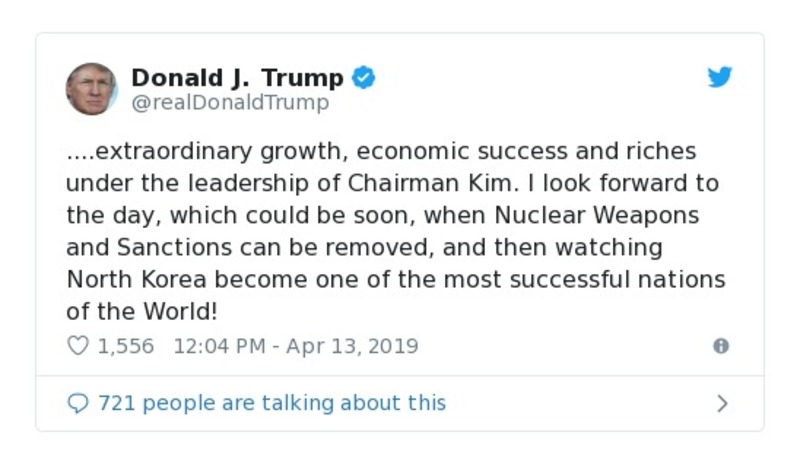 Donald J. Trump
@realDonaldTrump
....extraordinary growth, economic success and riches
under the leadership of Chairman Kim. I look forward to
the day, which could be soon, when Nuclear Weapons
and Sanctions can be removed, and then watching
North Korea become one of the most successful nations
of the World!
1,556 12:04 PM - Apr 13, 2019
721 people are talking about this